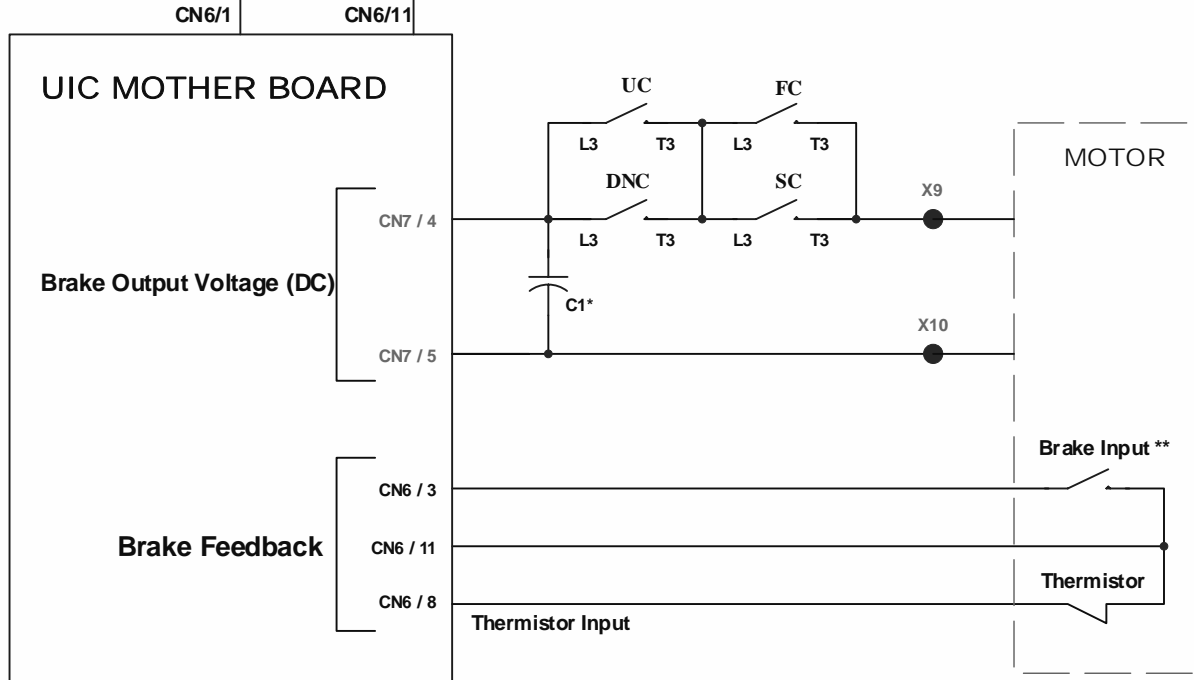 CN6/1 CN6/11
UIC MOTHER BOARD
UC FC
L3 T3 L3 T3
MOTOR
DNC SC
X9
CN7 / 4
L3 T3 L3 T3
Brake Output Voltage (DC)
C1*
X10
CN7 / 5
Brake Input **
CN6 / 3
Brake Feedback
CN6 / 11
Thermistor
CN6 / 8
Thermistor Input